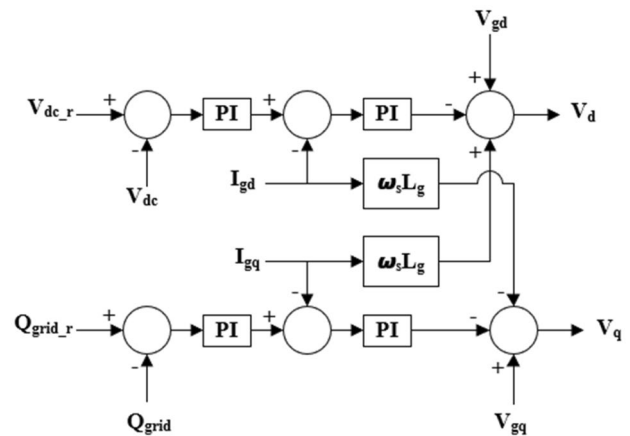 V_gd
V_dc_r + PI + PI - + V_d
- - +
V_dc
I_gd ω_sL_g
I_gq ω_sL_g
- -
Q_grid_r + PI + PI - V_q
- +
Q_grid
V_gq